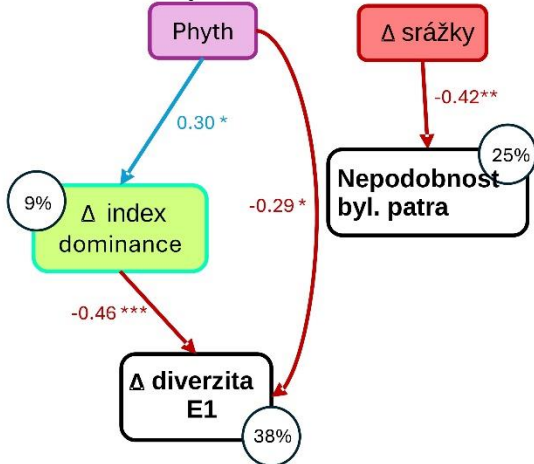 Phyth
Δ srážky
0.30 *
-0.42**
25%
Nepodobnost
byl. patra
9%
Δ index
dominance
-0.29 *
-0.46 ***
Δ diverzita
E1
38%